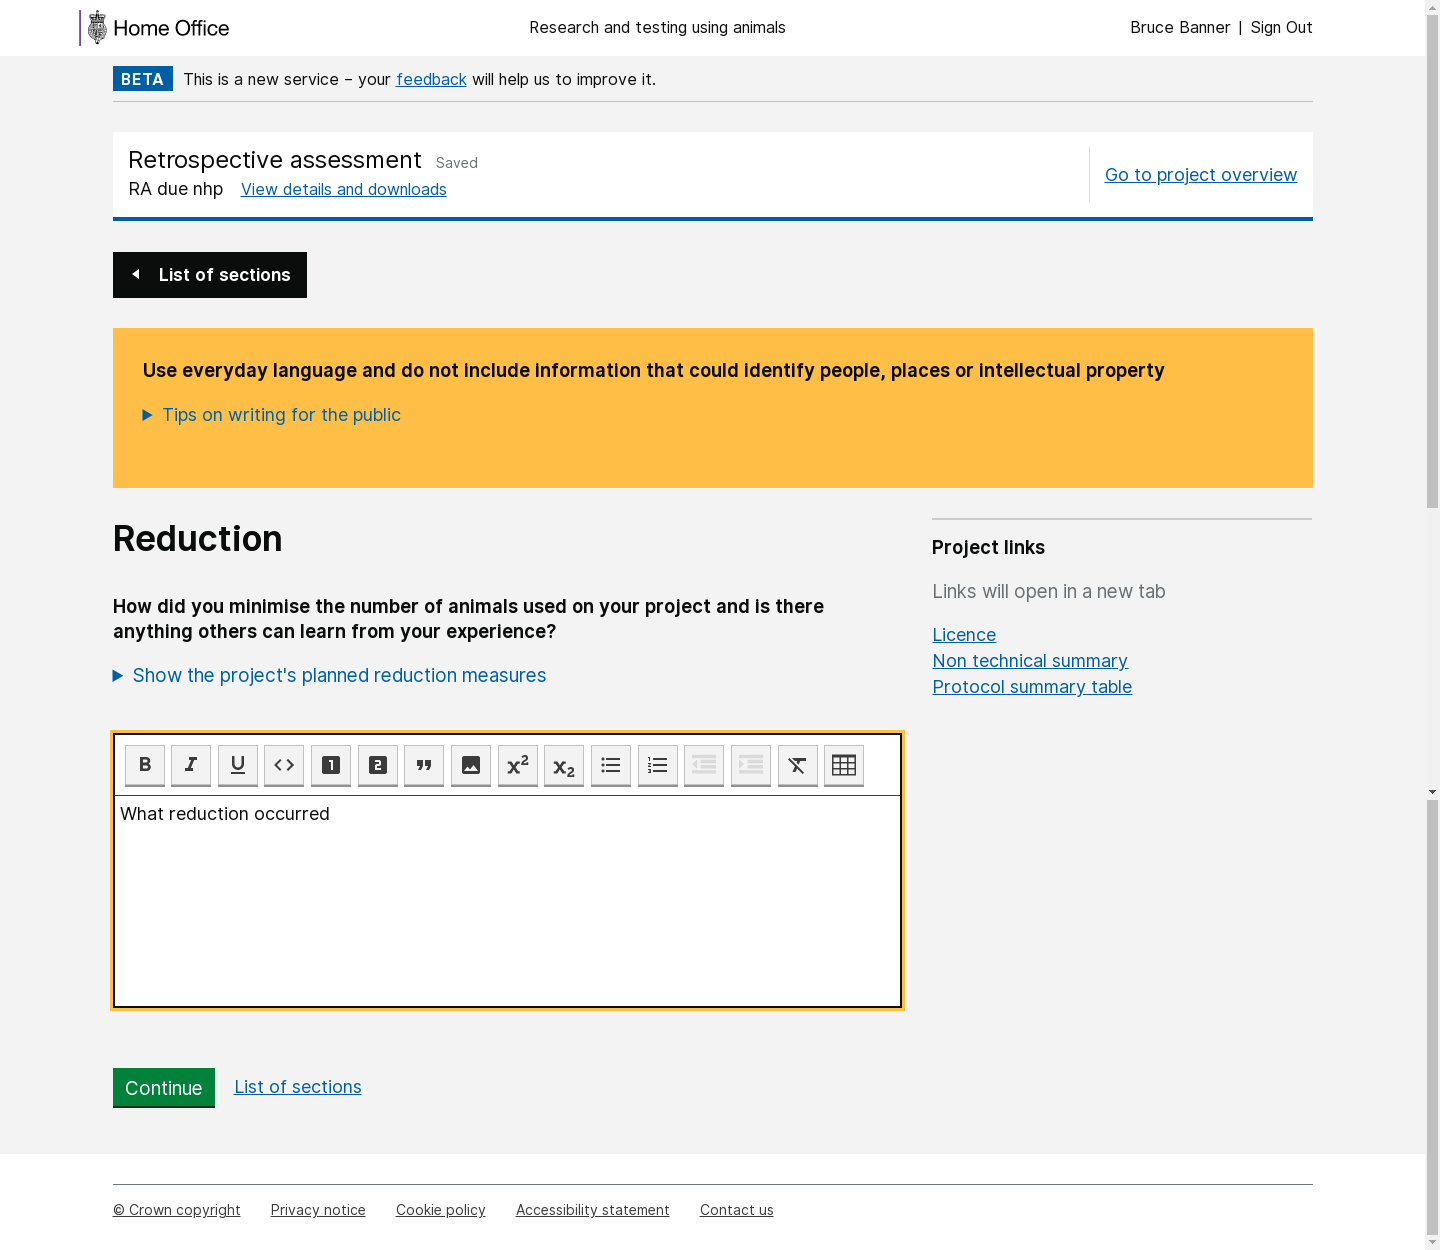 Home Office
Research and testing using animals
Bruce Banner | Sign Out
BETA This is a new service – your feedback will help us to improve it.
Retrospective assessment Saved
RA due nhp View details and downloads
Go to project overview
List of sections
Use everyday language and do not include information that could identify people, places or intellectual property
Tips on writing for the public
Reduction
How did you minimise the number of animals used on your project and is there
anything others can learn from your experience?
Show the project's planned reduction measures
What reduction occurred
Continue List of sections
Project links
Links will open in a new tab
Licence
Non technical summary
Protocol summary table
© Crown copyright Privacy notice Cookie policy Accessibility statement Contact us